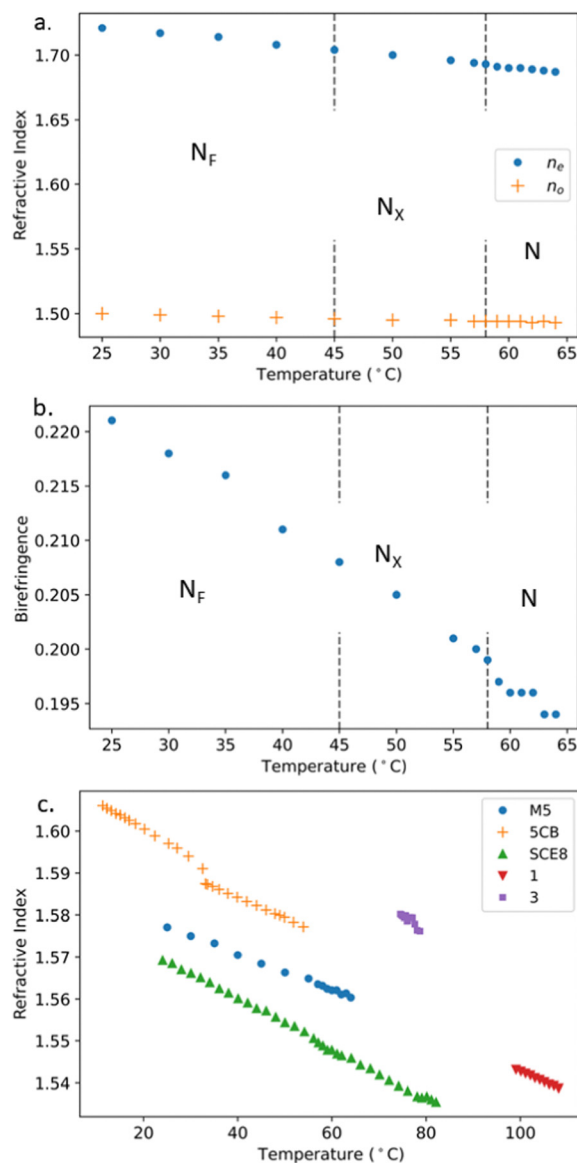 a.
1.70
1.65
1.60
1.55
1.50
Refractive Index
N_F
N_X
N
n_e
n_o
25 30 35 40 45 50 55 60 65
Temperature (°C)
b.
0.220
0.215
0.210
0.205
0.200
0.195
Birefringence
N_F
N_X
N
25 30 35 40 45 50 55 60 65
Temperature (°C)
c.
1.60
1.59
1.58
1.57
1.56
1.55
1.54
Refractive Index
M5
5CB
SCE8
1
3
20 40 60 80 100
Temperature (°C)